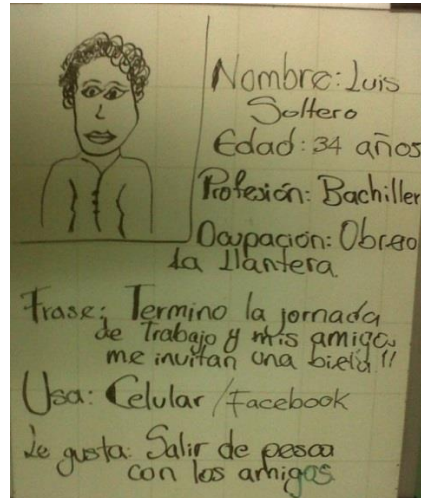 Nombre: Luis
Soltero
Edad: 34 años
Profesión: Bachiller
Ocupación: Obrero
La Llantera
Frase: Termino la jornada
de trabajo y mis amigos
me invitan una biela!!
Usa: Celular / Facebook
Le gusta: Salir de pesca
con los amigos